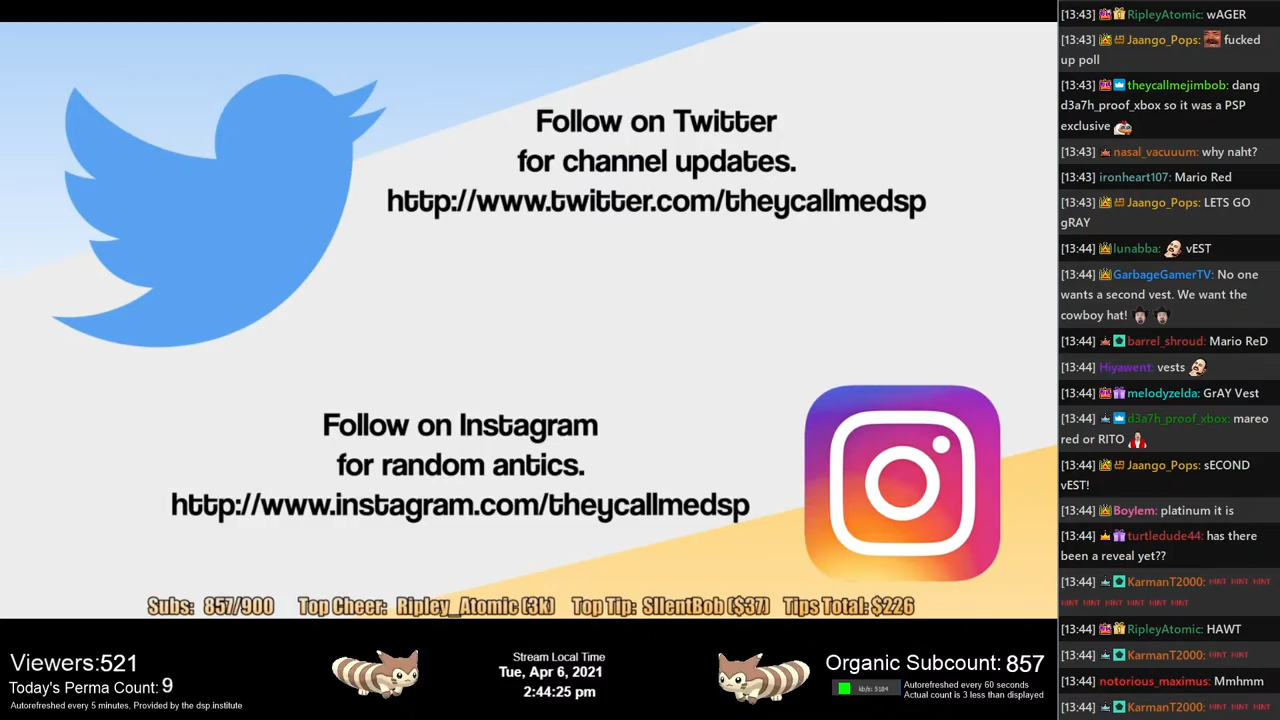 Follow on Twitter
for channel updates.
http://www.twitter.com/theycallmedsp
Follow on Instagram
for random antics.
http://www.instagram.com/theycallmedsp
Subs: 857/900 Top Cheer: Ripley_Atomic (3k) Top Tip: SIlentBob ($37) Tips Total: $226
Viewers:521
Today's Perma Count: 9
Autorefreshed every 5 minutes, Provided by the dsp.institute
Stream Local Time
Tue, Apr 6, 2021
2:44:25 pm
Organic Subcount: 857
kb/s: 5184
Autorefreshed every 60 seconds
Actual count is 3 less than displayed
[13:43] RipleyAtomic: wAGER
[13:43] Jaango_Pops: fucked
up poll
[13:43] theycallmejimbob: dang
d3a7h_proof_xbox so it was a PSP
exclusive
[13:43] nasal_vacuuum: why naht?
[13:43] ironheart107: Mario Red
[13:43] Jaango_Pops: LETS GO
gRAY
[13:44] lunabba: vEST
[13:44] GarbageGamerTV: No one
wants a second vest. We want the
cowboy hat!
[13:44] barrel_shroud: Mario ReD
[13:44] Hiyawent: vests
[13:44] melodyzelda: GrAY Vest
[13:44] d3a7h_proof_xbox: mareo
red or RITO
[13:44] Jaango_Pops: sECOND
vEST!
[13:44] Boylem: platinum it is
[13:44] turtledude44: has there
been a reveal yet??
[13:44] KarmanT2000:
[13:44] RipleyAtomic: HAWT
[13:44] KarmanT2000:
[13:44] notorious_maximus: Mmhmm
[13:44] KarmanT2000: